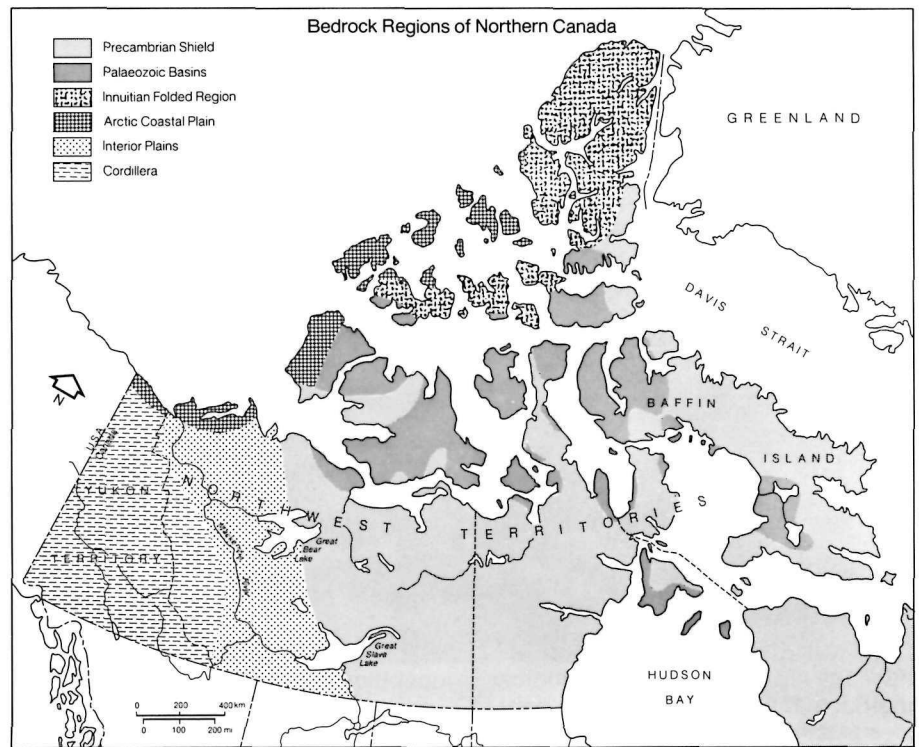 Bedrock Regions of Northern Canada
Precambrian Shield
Palaeozoic Basins
Innuitian Folded Region
Arctic Coastal Plain
Interior Plains
Cordillera
GREENLAND
DAVIS
STRAIT
N
BAFFIN
ISLAND
USA
YUKON
TERRITORY
NORTHWEST TERRITORIES
Great
Bear
Lake
Great
Slave
Lake
HUDSON
BAY
0 200 400 km
0 100 200 mi